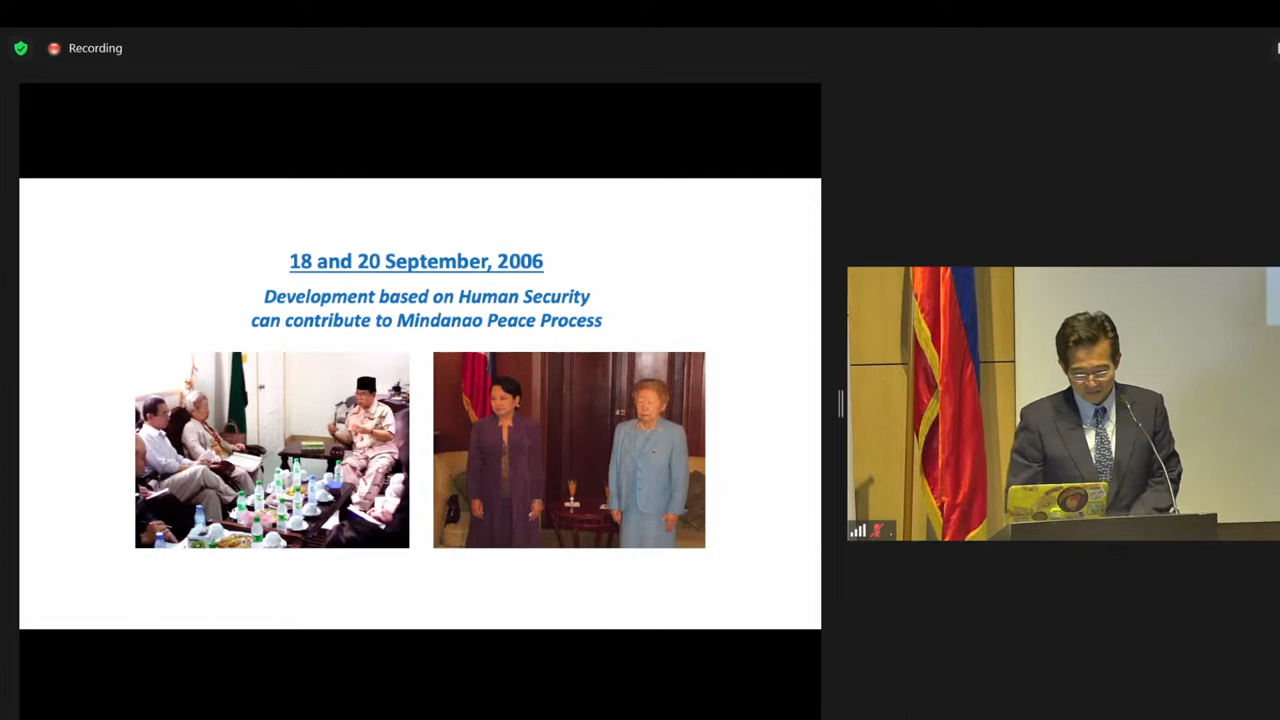 Recording
18 and 20 September, 2006
Development based on Human Security
can contribute to Mindanao Peace Process